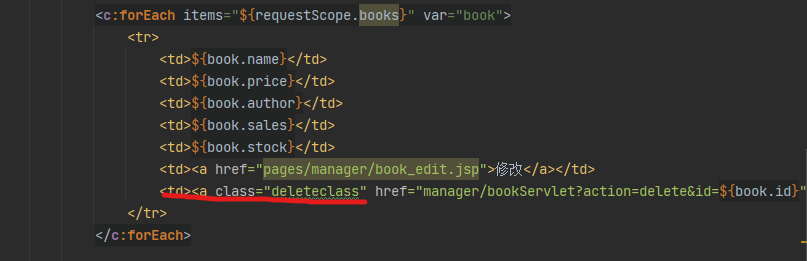 <c:forEach items="${requestScope.books}" var="book">
<tr>
<td>${book.name}</td>
<td>${book.price}</td>
<td>${book.author}</td>
<td>${book.sales}</td>
<td>${book.stock}</td>
<td><a href="pages/manager/book_edit.jsp">修改</a></td>
<td><a class="deleteclass" href="manager/bookServlet?action=delete&id=${book.id}"
</tr>
</c:forEach>